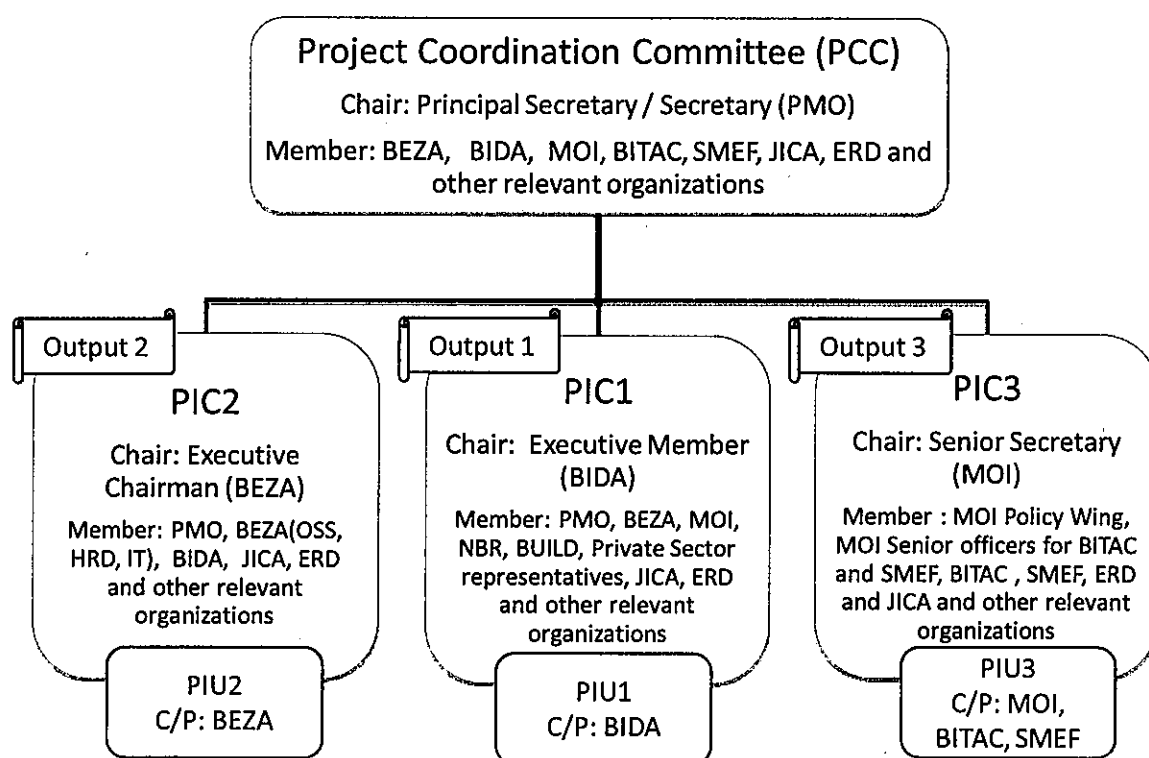 Project Coordination Committee (PCC)
Chair: Principal Secretary / Secretary (PMO)
Member: BEZA, BIDA, MOI, BITAC, SMEF, JICA, ERD and
other relevant organizations
Output 2
PIC2
Chair: Executive
Chairman (BEZA)
Member: PMO, BEZA(OSS,
HRD, IT), BIDA, JICA, ERD
and other relevant
organizations
PIU2
C/P: BEZA
Output 1
PIC1
Chair: Executive Member
(BIDA)
Member: PMO, BEZA, MOI,
NBR, BUILD, Private Sector
representatives, JICA, ERD
and other relevant
organizations
PIU1
C/P: BIDA
Output 3
PIC3
Chair: Senior Secretary
(MOI)
Member : MOI Policy Wing,
MOI Senior officers for BITAC
and SMEF, BITAC , SMEF, ERD
and JICA and other relevant
organizations
PIU3
C/P: MOI,
BITAC, SMEF